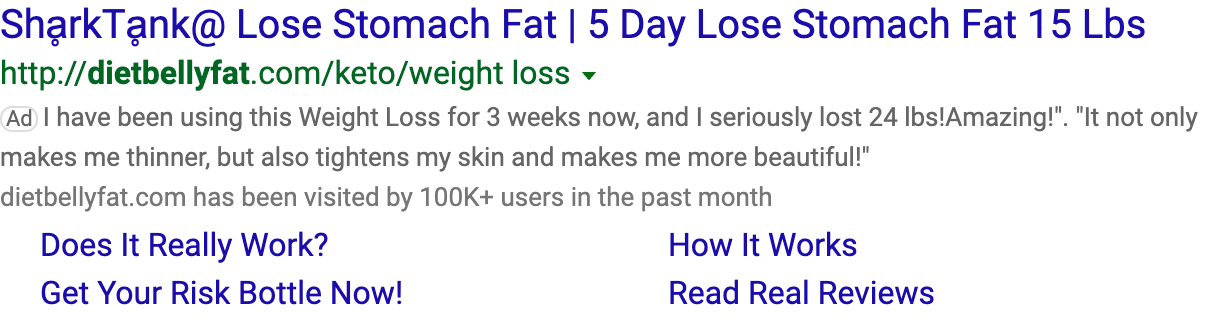 Shḁrk​Tḁnk@ Lose Stomach Fat | 5 Day Lose Stomach Fat 15 Lbs
http://dietbellyfat.com/keto/weight loss
Ad I have been using this Weight Loss for 3 weeks now, and I seriously lost 24 lbs!Amazing!". "It not only
makes me thinner, but also tightens my skin and makes me more beautiful!"
dietbellyfat.com has been visited by 100K+ users in the past month
Does It Really Work? How It Works
Get Your Risk Bottle Now! Read Real Reviews